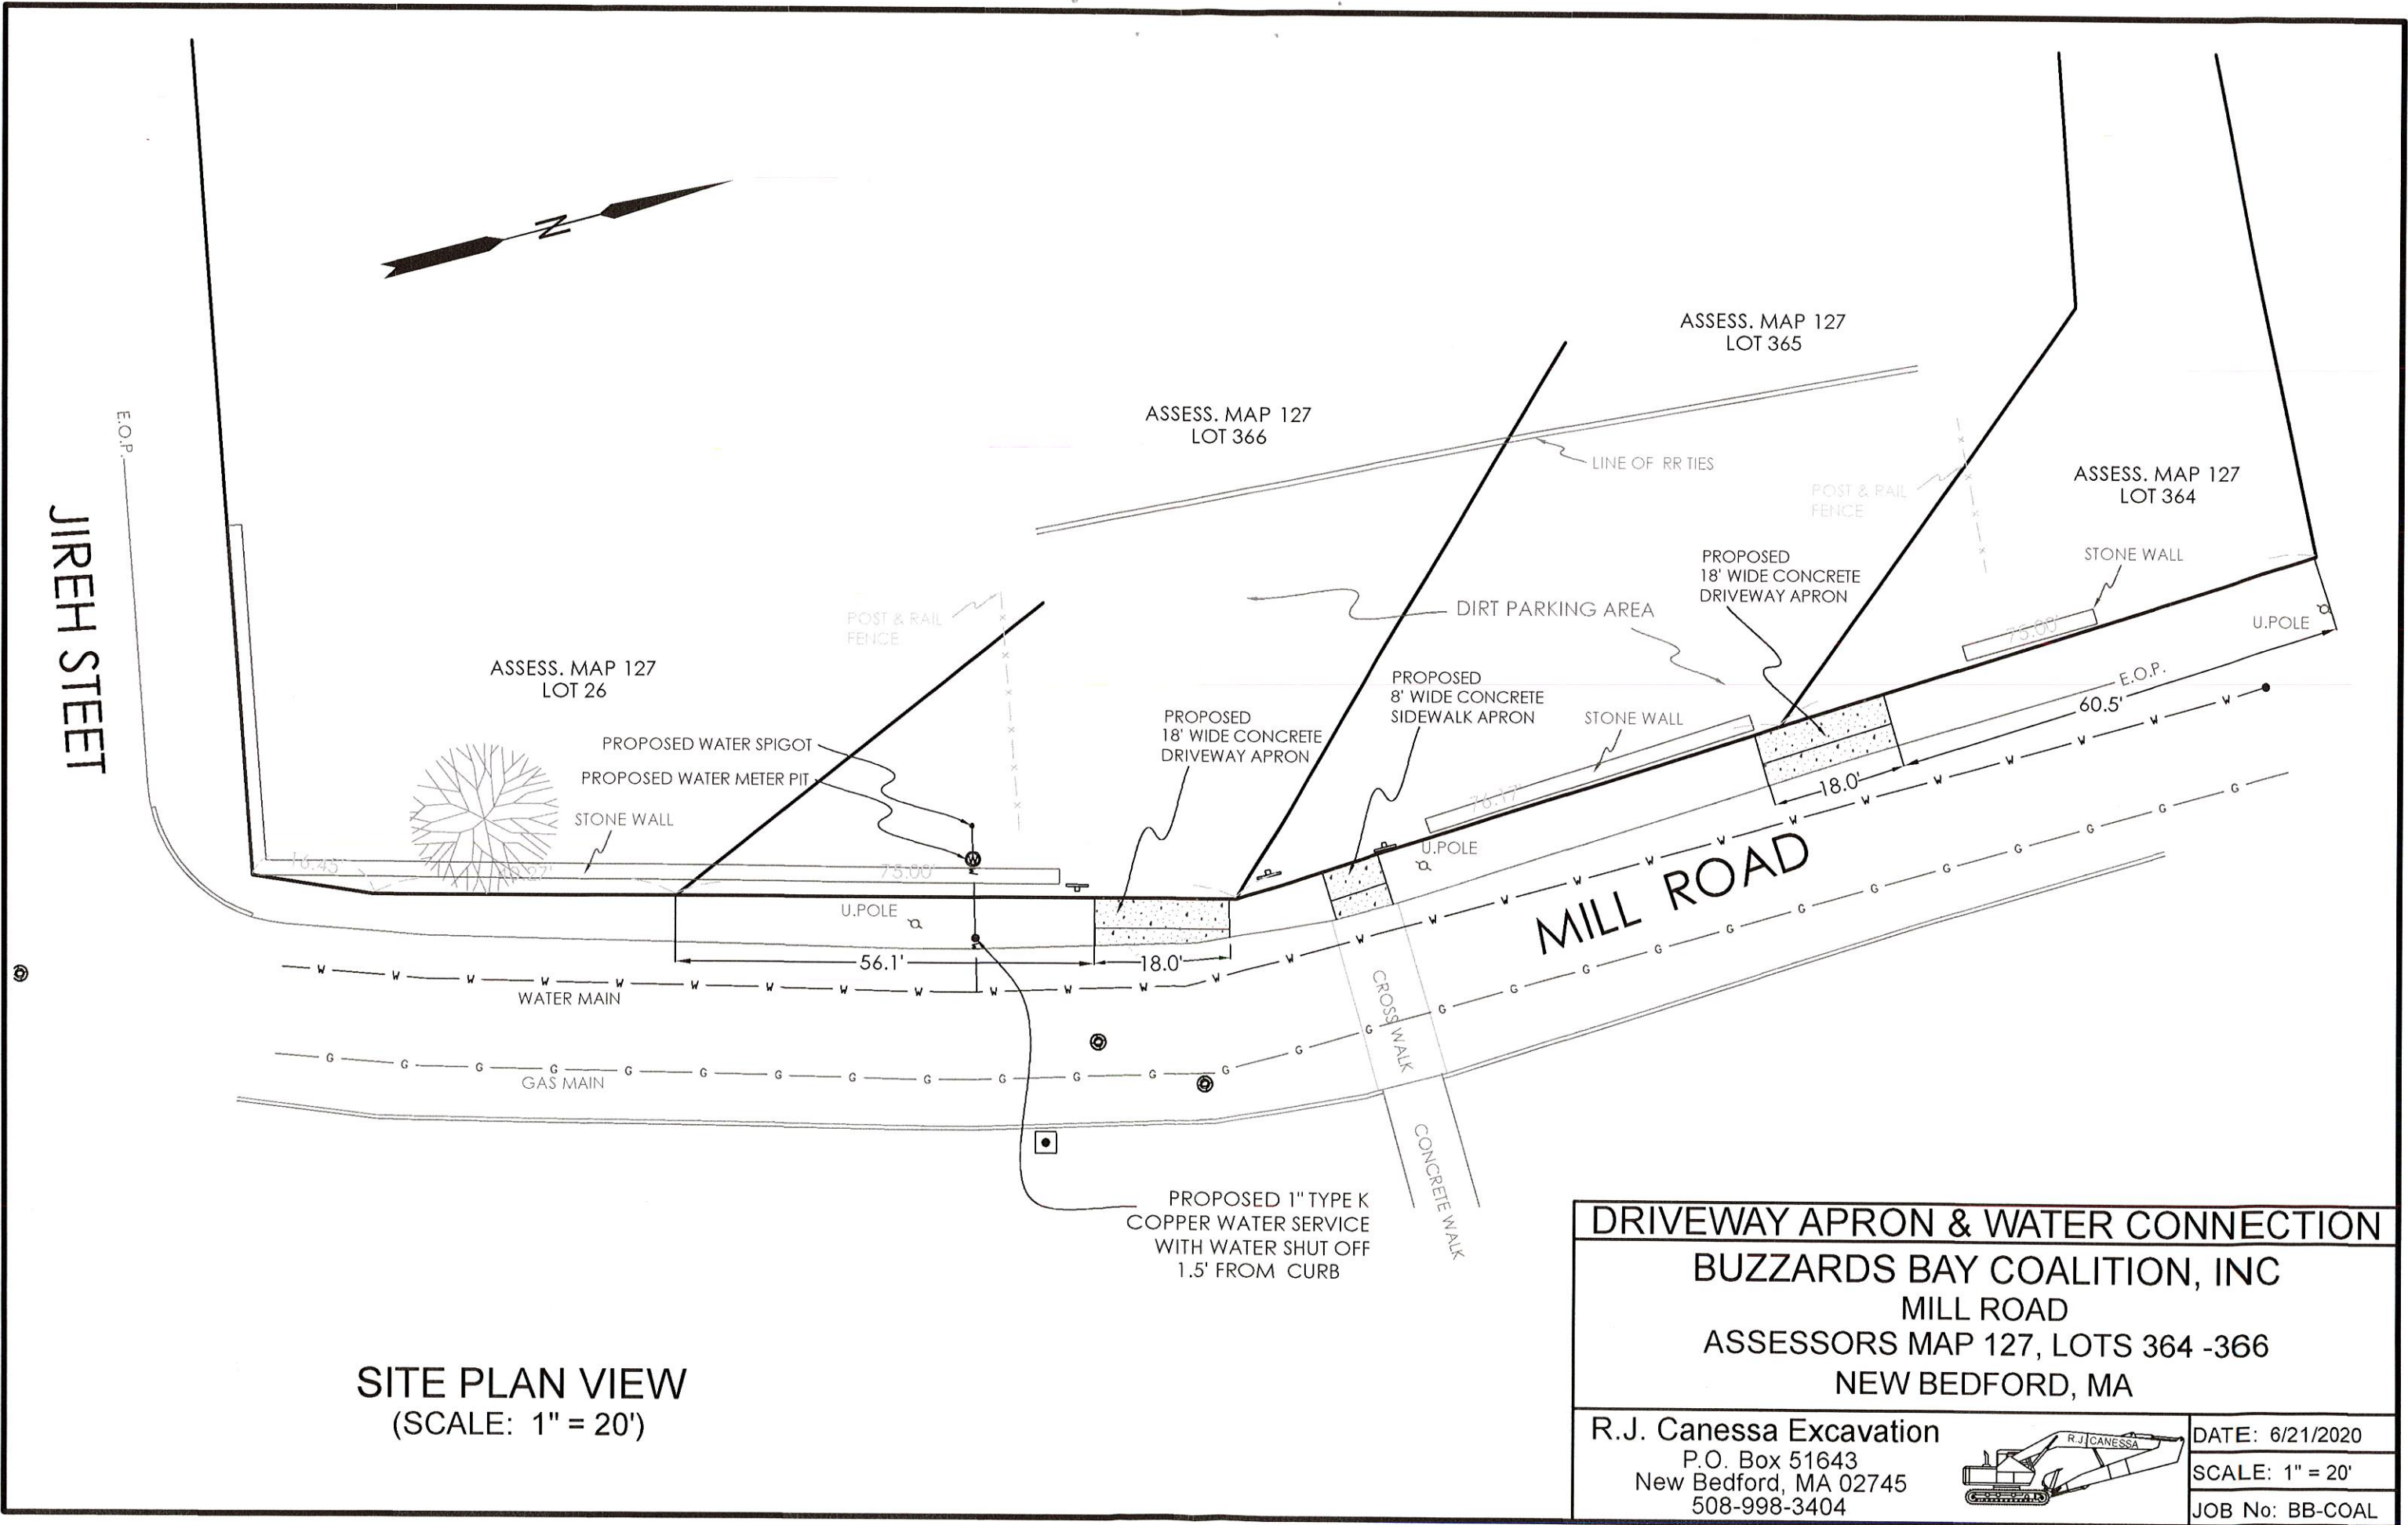 N
ASSESS. MAP 127
LOT 365
ASSESS. MAP 127
LOT 366
E.O.P.
LINE OF RR TIES
ASSESS. MAP 127
LOT 364
POST & RAIL
FENCE
JIREH STEET
STONE WALL
PROPOSED
18' WIDE CONCRETE
DRIVEWAY APRON
POST & RAIL
FENCE
DIRT PARKING AREA
75.00'
U.POLE
ASSESS. MAP 127
LOT 26
PROPOSED
8' WIDE CONCRETE
SIDEWALK APRON
E.O.P.
60.5'
PROPOSED
18' WIDE CONCRETE
DRIVEWAY APRON
STONE WALL
PROPOSED WATER SPIGOT
PROPOSED WATER METER PIT
76.17'
18.0'
STONE WALL
U.POLE
W
16.45'
75.00'
MILL ROAD
U.POLE
56.1'
18.0'
W W W W W W W W W W W W W W W W W W W W W W W W W W
WATER MAIN
CROSS WALK
G G G G G G G G G G G G G G G G G G G G G G G G G G
GAS MAIN
CONCRETE WALK
PROPOSED 1" TYPE K
COPPER WATER SERVICE
WITH WATER SHUT OFF
1.5' FROM CURB
SITE PLAN VIEW
(SCALE: 1" = 20')
DRIVEWAY APRON & WATER CONNECTION
BUZZARDS BAY COALITION, INC
MILL ROAD
ASSESSORS MAP 127, LOTS 364 -366
NEW BEDFORD, MA
R.J. Canessa Excavation
P.O. Box 51643
New Bedford, MA 02745
508-998-3404
R.J.CANESSA
DATE: 6/21/2020
SCALE: 1" = 20'
JOB No: BB-COAL